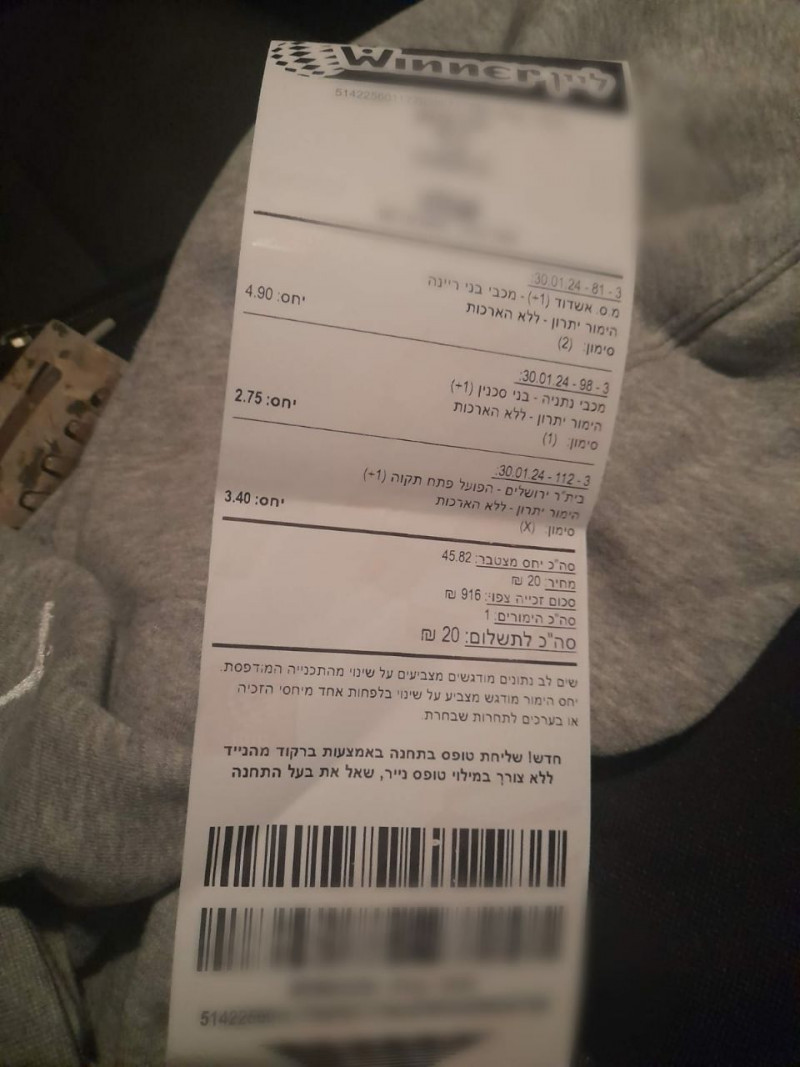 Winner ליין
3 - 81 - 30.01.24:
מ.ס. אשדוד (1+) - מכבי בני ריינה
הימור יתרון - ללא הארכות
סימון: (2)
יחס: 4.90
3 - 98 - 30.01.24:
מכבי נתניה - בני סכנין (1+)
הימור יתרון - ללא הארכות
סימון: (1)
יחס: 2.75
3 - 112 - 30.01.24:
בית"ר ירושלים - הפועל פתח תקוה (1+)
הימור יתרון - ללא הארכות
סימון: (X)
יחס: 3.40
סה"כ יחס מצטבר: 45.82
מחיר: 20 ₪
סכום זכייה צפוי: 916 ₪
סה"כ הימורים: 1
סה"כ לתשלום: 20 ₪
שים לב נתונים מודגשים מצביעים על שינוי מהתכנייה המודפסת.
יחס הימור מודגש מצביע על שינוי בלפחות אחד מיחסי הזכיה
או בערכים לתחרות שבחרת.
חדש! שליחת טופס בתחנה באמצעות ברקוד מהנייד
ללא צורך במילוי טופס נייר, שאל את בעל התחנה